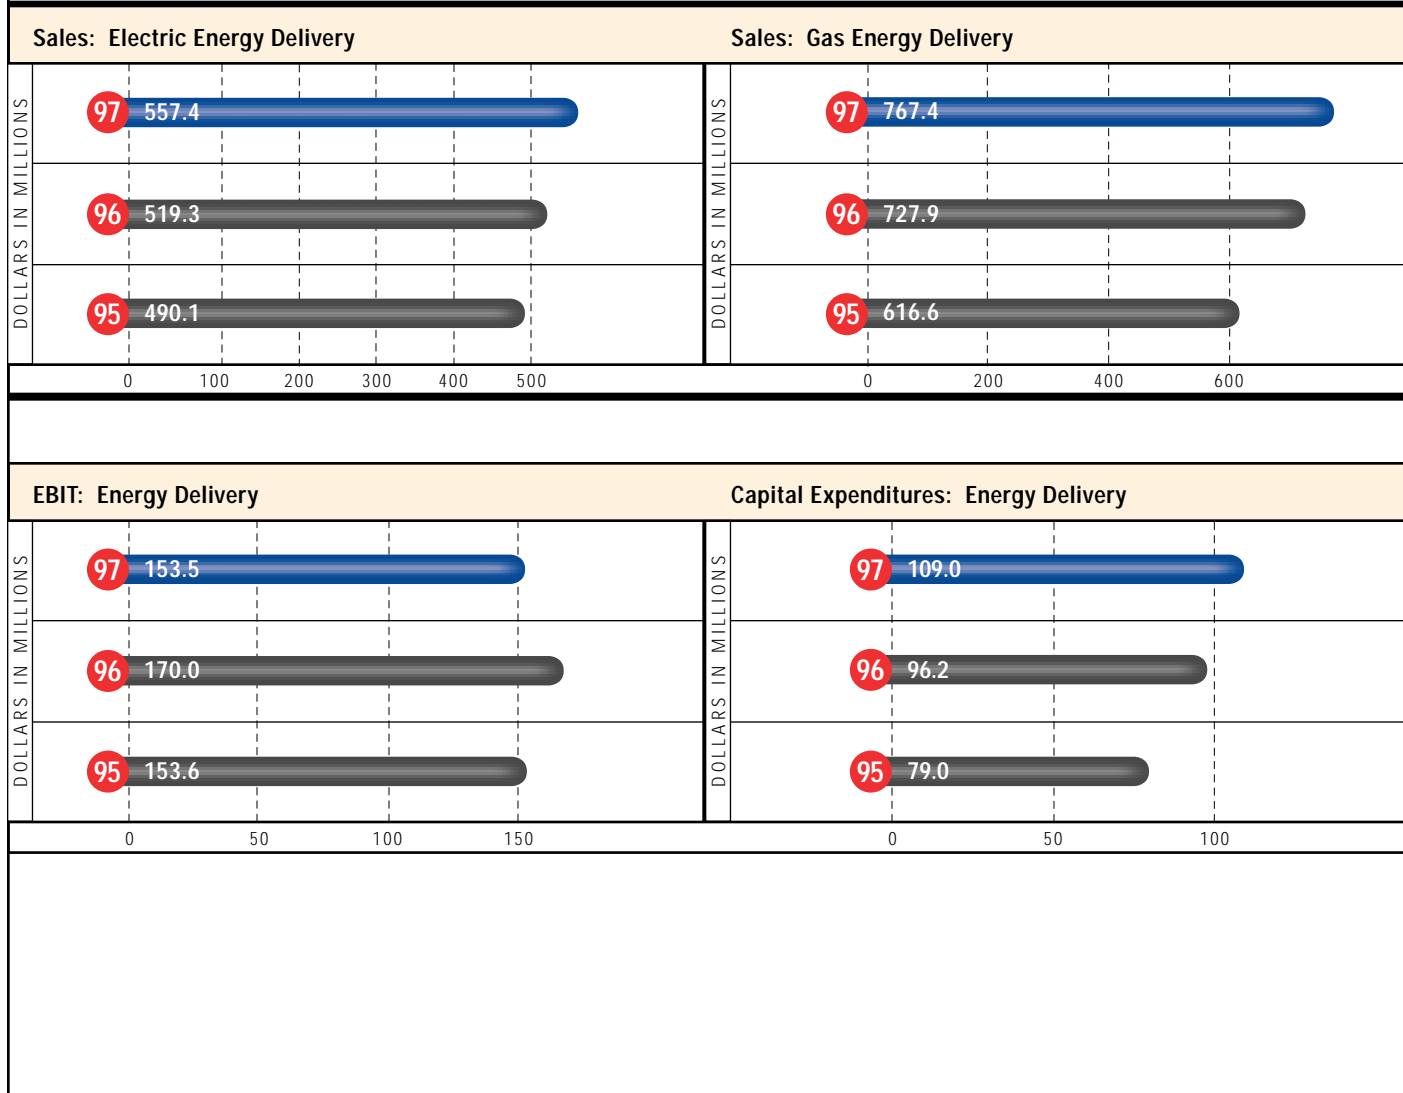 Sales: Electric Energy Delivery
DOLLARS IN MILLIONS
97 557.4
96 519.3
95 490.1
0 100 200 300 400 500
Sales: Gas Energy Delivery
DOLLARS IN MILLIONS
97 767.4
96 727.9
95 616.6
0 200 400 600
EBIT: Energy Delivery
DOLLARS IN MILLIONS
97 153.5
96 170.0
95 153.6
0 50 100 150
Capital Expenditures: Energy Delivery
DOLLARS IN MILLIONS
97 109.0
96 96.2
95 79.0
0 50 100